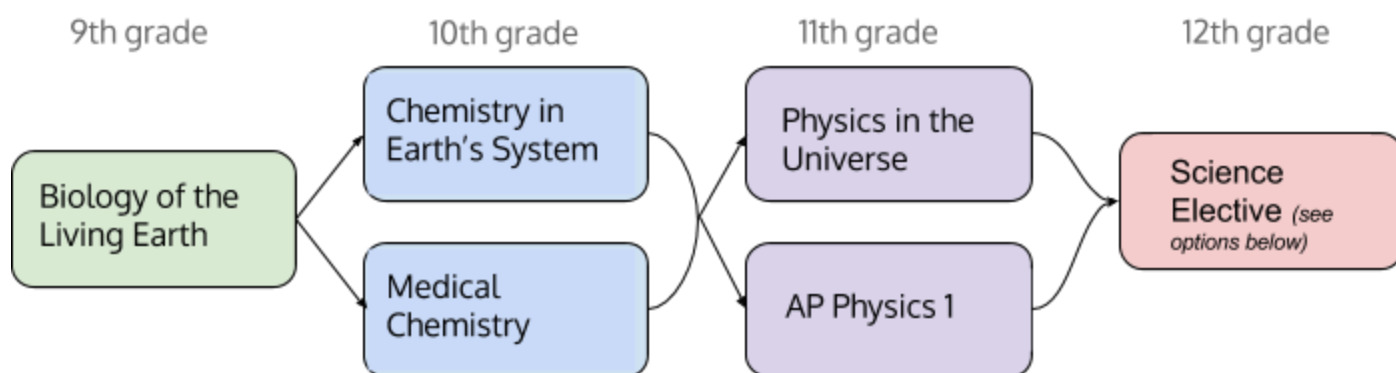 9th grade
10th grade
11th grade
12th grade
Biology of the
Living Earth
Chemistry in
Earth's System
Medical
Chemistry
Physics in the
Universe
AP Physics 1
Science
Elective (see
options below)